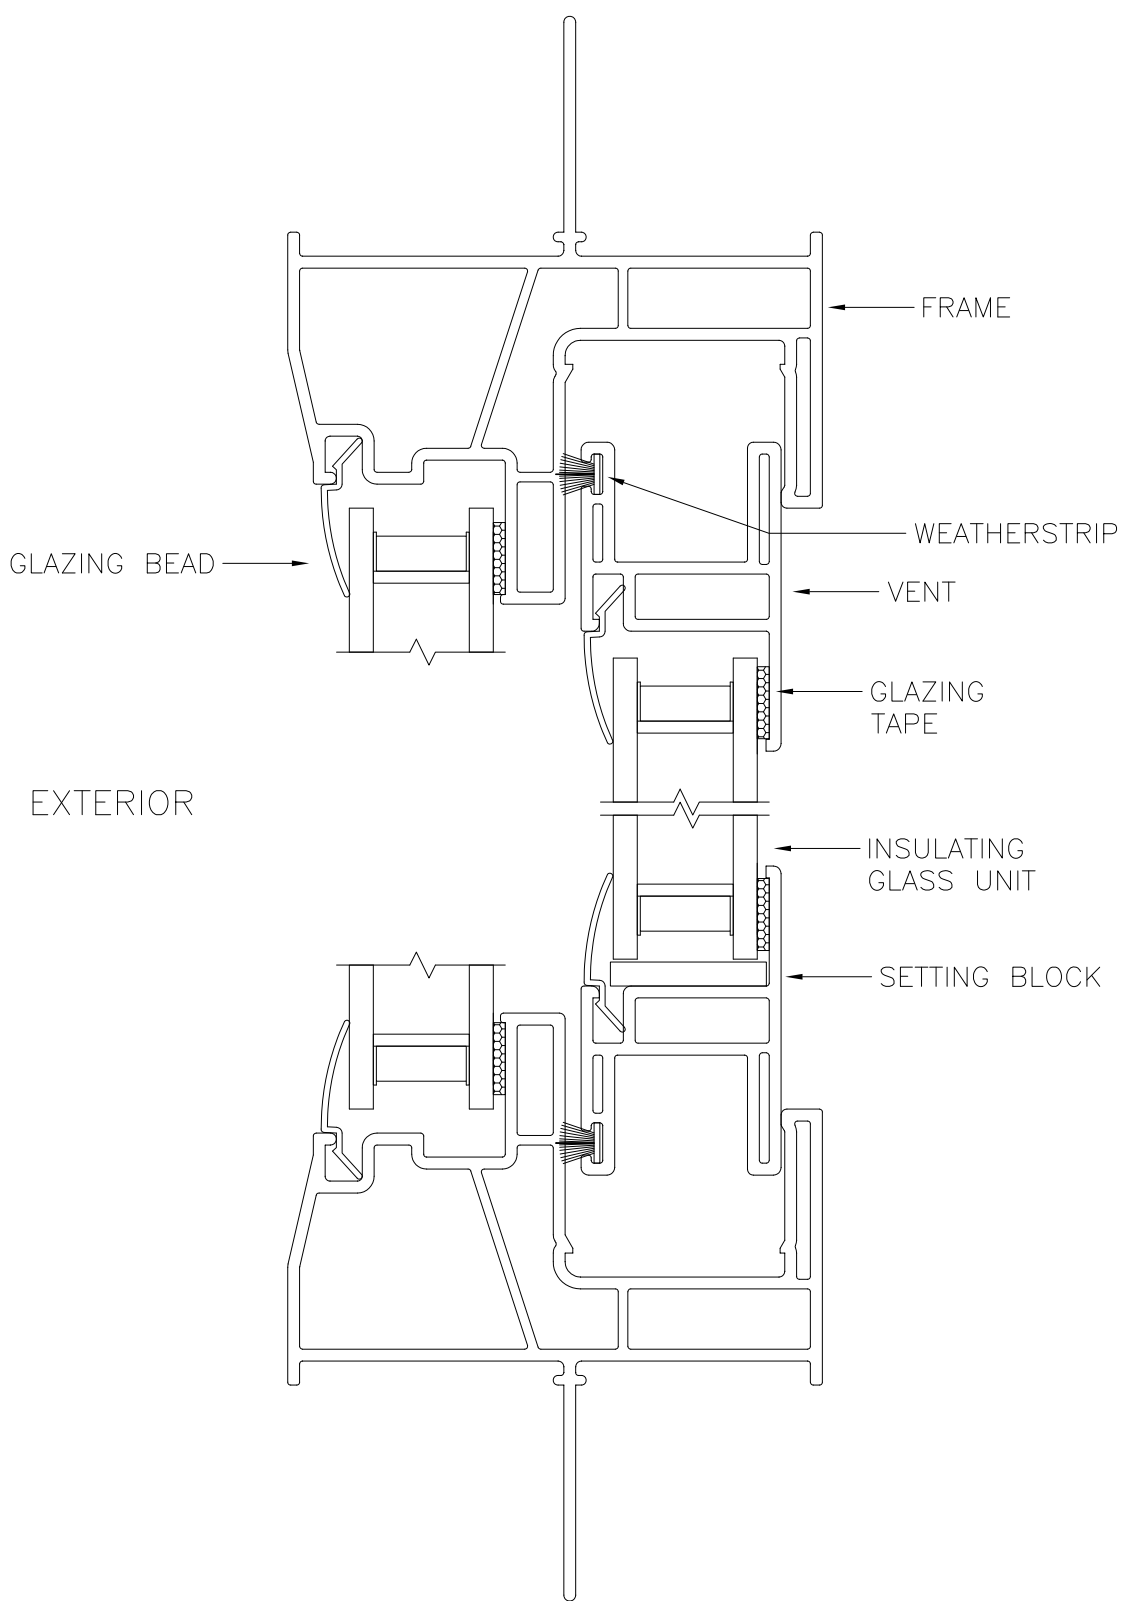 FRAME
WEATHERSTRIP
GLAZING BEAD
VENT
GLAZING
TAPE
EXTERIOR
INSULATING
GLASS UNIT
SETTING BLOCK